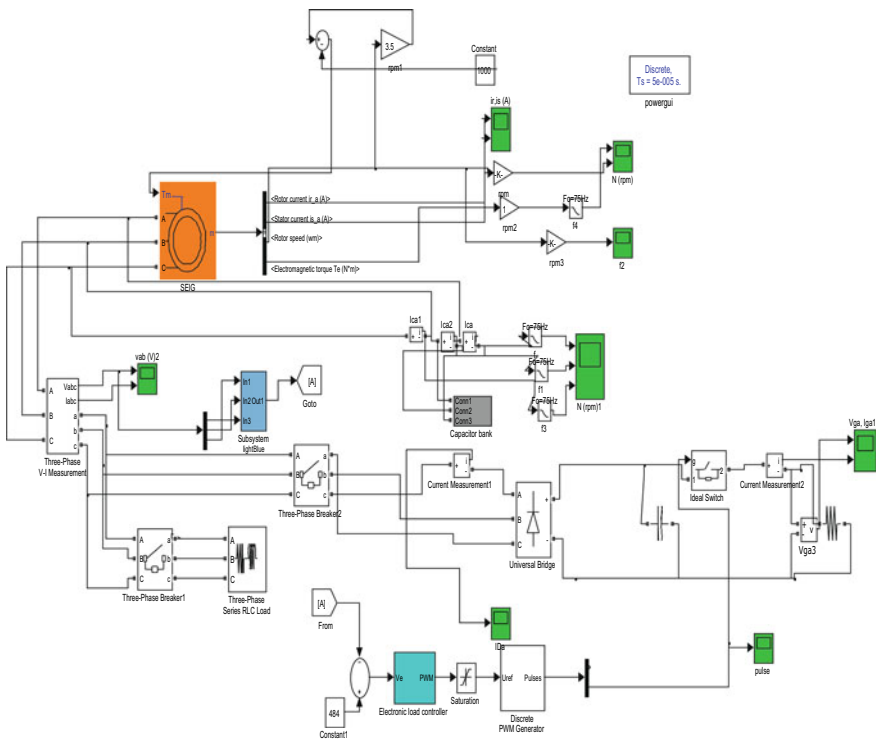 3.5
rpm1
Constant
1000
Discrete,
Ts = 5e-005 s.
powergui
ir,is (A)
N (rpm)
-K-
rpm
Fo=75Hz
1
rpm2
f4
-K-
rpm3
f2
Tm
A
B
C
m
SEIG
<Rotor current ir_a (A)>
<Stator current is_a (A)>
<Rotor speed (wm)>
<Electromagnetic torque Te (N*m)>
Ica1
Ica2
Ica
Fo=75Hz
Fo=75Hz
f1
Fo=75Hz
f3
N (rpm)1
Conn1
Conn2
Conn3
Capacitor bank
vab (V)2
A
B
C
Vabc
Iabc
a
b
c
Three-Phase
V-I Measurement
In1
In2
In3
Out1
Subsystem
lightBlue
[A]
Goto
A
B
C
a
b
c
Three-Phase Breaker2
i
+
-
Current Measurement1
A
B
C
+
-
Universal Bridge
g
1
2
Ideal Switch
i
+
-
Current Measurement2
Vga, Iga1
+
-
v
Vga3
A
B
C
a
b
c
Three-Phase Breaker1
A
B
C
Three-Phase
Series RLC Load
[A]
From
484
Constant1
Ve
PWM
Electronic load controller
Saturation
IDa
Uref
Pulses
Discrete
PWM Generator
pulse